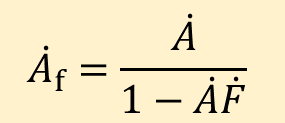 Ȧ_f = Ȧ / (1 − ȦḞ)